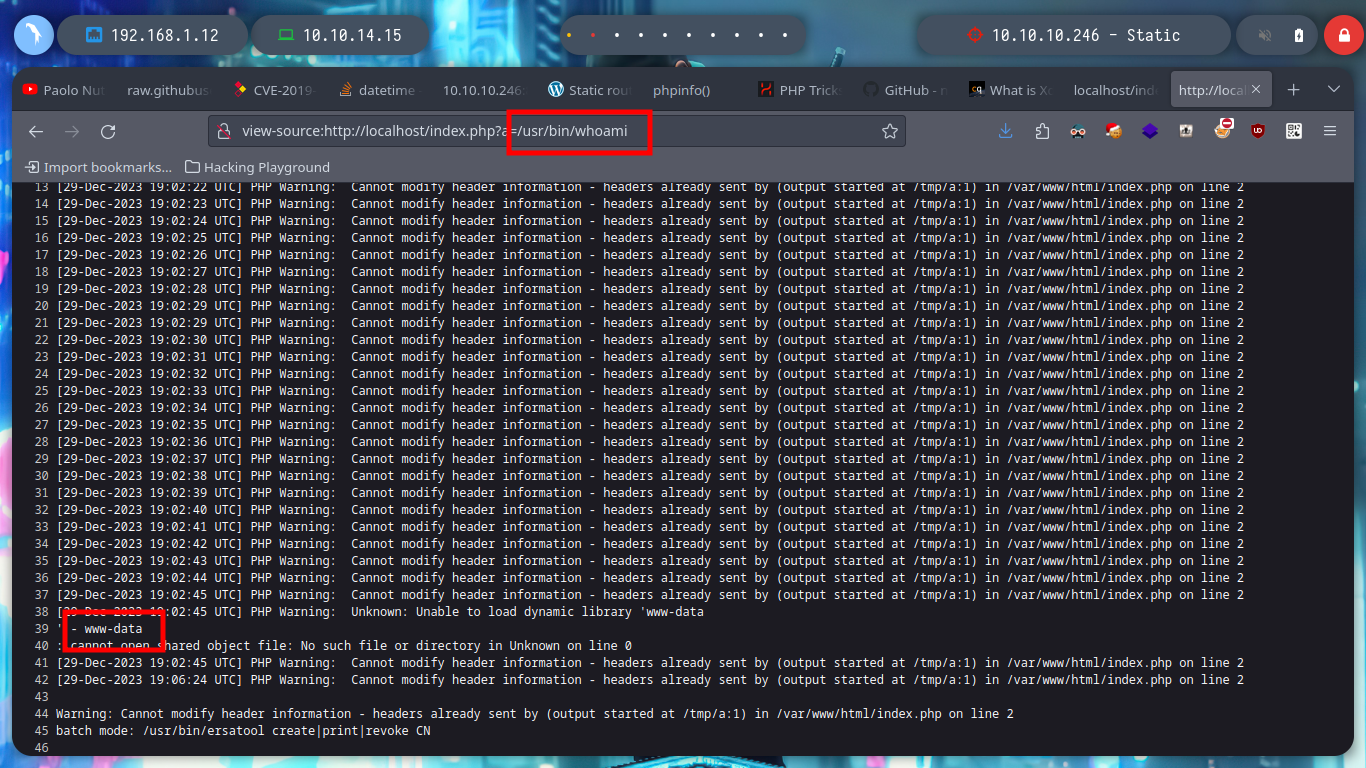 192.168.1.12
10.10.14.15
10.10.10.246 - Static
Paolo Nut
raw.githubus
CVE-2019-
datetime
10.10.10.246:
Static rou
phpinfo()
PHP Trick
GitHub - n
What is Xd
localhost/ind
http://local
view-source:http://localhost/index.php?a=/usr/bin/whoami
Import bookmarks...
Hacking Playground
13 [29-Dec-2023 19:02:22 UTC] PHP Warning:  Cannot modify header information - headers already sent by (output started at /tmp/a:1) in /var/www/html/index.php on line 2
14 [29-Dec-2023 19:02:23 UTC] PHP Warning:  Cannot modify header information - headers already sent by (output started at /tmp/a:1) in /var/www/html/index.php on line 2
15 [29-Dec-2023 19:02:24 UTC] PHP Warning:  Cannot modify header information - headers already sent by (output started at /tmp/a:1) in /var/www/html/index.php on line 2
16 [29-Dec-2023 19:02:25 UTC] PHP Warning:  Cannot modify header information - headers already sent by (output started at /tmp/a:1) in /var/www/html/index.php on line 2
17 [29-Dec-2023 19:02:26 UTC] PHP Warning:  Cannot modify header information - headers already sent by (output started at /tmp/a:1) in /var/www/html/index.php on line 2
18 [29-Dec-2023 19:02:27 UTC] PHP Warning:  Cannot modify header information - headers already sent by (output started at /tmp/a:1) in /var/www/html/index.php on line 2
19 [29-Dec-2023 19:02:28 UTC] PHP Warning:  Cannot modify header information - headers already sent by (output started at /tmp/a:1) in /var/www/html/index.php on line 2
20 [29-Dec-2023 19:02:29 UTC] PHP Warning:  Cannot modify header information - headers already sent by (output started at /tmp/a:1) in /var/www/html/index.php on line 2
21 [29-Dec-2023 19:02:29 UTC] PHP Warning:  Cannot modify header information - headers already sent by (output started at /tmp/a:1) in /var/www/html/index.php on line 2
22 [29-Dec-2023 19:02:30 UTC] PHP Warning:  Cannot modify header information - headers already sent by (output started at /tmp/a:1) in /var/www/html/index.php on line 2
23 [29-Dec-2023 19:02:31 UTC] PHP Warning:  Cannot modify header information - headers already sent by (output started at /tmp/a:1) in /var/www/html/index.php on line 2
24 [29-Dec-2023 19:02:32 UTC] PHP Warning:  Cannot modify header information - headers already sent by (output started at /tmp/a:1) in /var/www/html/index.php on line 2
25 [29-Dec-2023 19:02:33 UTC] PHP Warning:  Cannot modify header information - headers already sent by (output started at /tmp/a:1) in /var/www/html/index.php on line 2
26 [29-Dec-2023 19:02:34 UTC] PHP Warning:  Cannot modify header information - headers already sent by (output started at /tmp/a:1) in /var/www/html/index.php on line 2
27 [29-Dec-2023 19:02:35 UTC] PHP Warning:  Cannot modify header information - headers already sent by (output started at /tmp/a:1) in /var/www/html/index.php on line 2
28 [29-Dec-2023 19:02:36 UTC] PHP Warning:  Cannot modify header information - headers already sent by (output started at /tmp/a:1) in /var/www/html/index.php on line 2
29 [29-Dec-2023 19:02:37 UTC] PHP Warning:  Cannot modify header information - headers already sent by (output started at /tmp/a:1) in /var/www/html/index.php on line 2
30 [29-Dec-2023 19:02:38 UTC] PHP Warning:  Cannot modify header information - headers already sent by (output started at /tmp/a:1) in /var/www/html/index.php on line 2
31 [29-Dec-2023 19:02:39 UTC] PHP Warning:  Cannot modify header information - headers already sent by (output started at /tmp/a:1) in /var/www/html/index.php on line 2
32 [29-Dec-2023 19:02:40 UTC] PHP Warning:  Cannot modify header information - headers already sent by (output started at /tmp/a:1) in /var/www/html/index.php on line 2
33 [29-Dec-2023 19:02:41 UTC] PHP Warning:  Cannot modify header information - headers already sent by (output started at /tmp/a:1) in /var/www/html/index.php on line 2
34 [29-Dec-2023 19:02:42 UTC] PHP Warning:  Cannot modify header information - headers already sent by (output started at /tmp/a:1) in /var/www/html/index.php on line 2
35 [29-Dec-2023 19:02:43 UTC] PHP Warning:  Cannot modify header information - headers already sent by (output started at /tmp/a:1) in /var/www/html/index.php on line 2
36 [29-Dec-2023 19:02:44 UTC] PHP Warning:  Cannot modify header information - headers already sent by (output started at /tmp/a:1) in /var/www/html/index.php on line 2
37 [29-Dec-2023 19:02:45 UTC] PHP Warning:  Cannot modify header information - headers already sent by (output started at /tmp/a:1) in /var/www/html/index.php on line 2
38 [29-Dec-2023 19:02:45 UTC] PHP Warning:  Unknown: Unable to load dynamic library 'www-data
39 ' - www-data
40 : cannot open shared object file: No such file or directory in Unknown on line 0
41 [29-Dec-2023 19:02:45 UTC] PHP Warning:  Cannot modify header information - headers already sent by (output started at /tmp/a:1) in /var/www/html/index.php on line 2
42 [29-Dec-2023 19:06:24 UTC] PHP Warning:  Cannot modify header information - headers already sent by (output started at /tmp/a:1) in /var/www/html/index.php on line 2
43
44 Warning: Cannot modify header information - headers already sent by (output started at /tmp/a:1) in /var/www/html/index.php on line 2
45 batch mode: /usr/bin/ersatool create|print|revoke CN
46